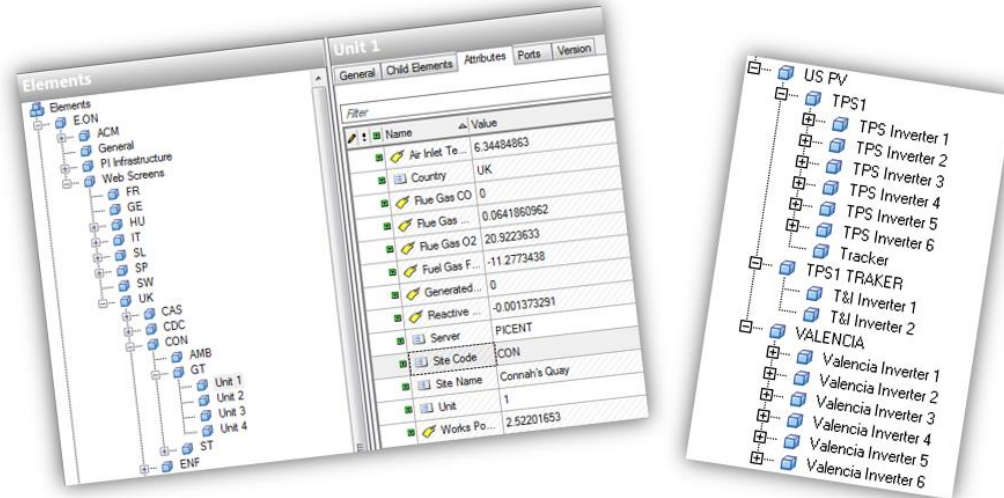 Elements
Elements
E.ON
ACM
General
PI Infrastructure
Web Screens
FR
GE
HU
IT
SL
SP
SW
UK
CAS
CDC
CON
AMB
GT
Unit 1
Unit 2
Unit 3
Unit 4
ST
ENF
Unit 1
General Child Elements Attributes Ports Version
Filter
Name Value
Air Inlet Te... 6.34484863
Country UK
Flue Gas CO 0
Flue Gas ... 0.0641860962
Flue Gas O2 20.9223633
Fuel Gas F... -11.2773438
Generated... 0
Reactive ... -0.001373291
Server PICENT
Site Code CON
Site Name Connah's Quay
Unit 1
Works Po... 2.52201653
US PV
TPS1
TPS Inverter 1
TPS Inverter 2
TPS Inverter 3
TPS Inverter 4
TPS Inverter 5
TPS Inverter 6
Tracker
TPS1 TRAKER
T&I Inverter 1
T&I Inverter 2
VALENCIA
Valencia Inverter 1
Valencia Inverter 2
Valencia Inverter 3
Valencia Inverter 4
Valencia Inverter 5
Valencia Inverter 6